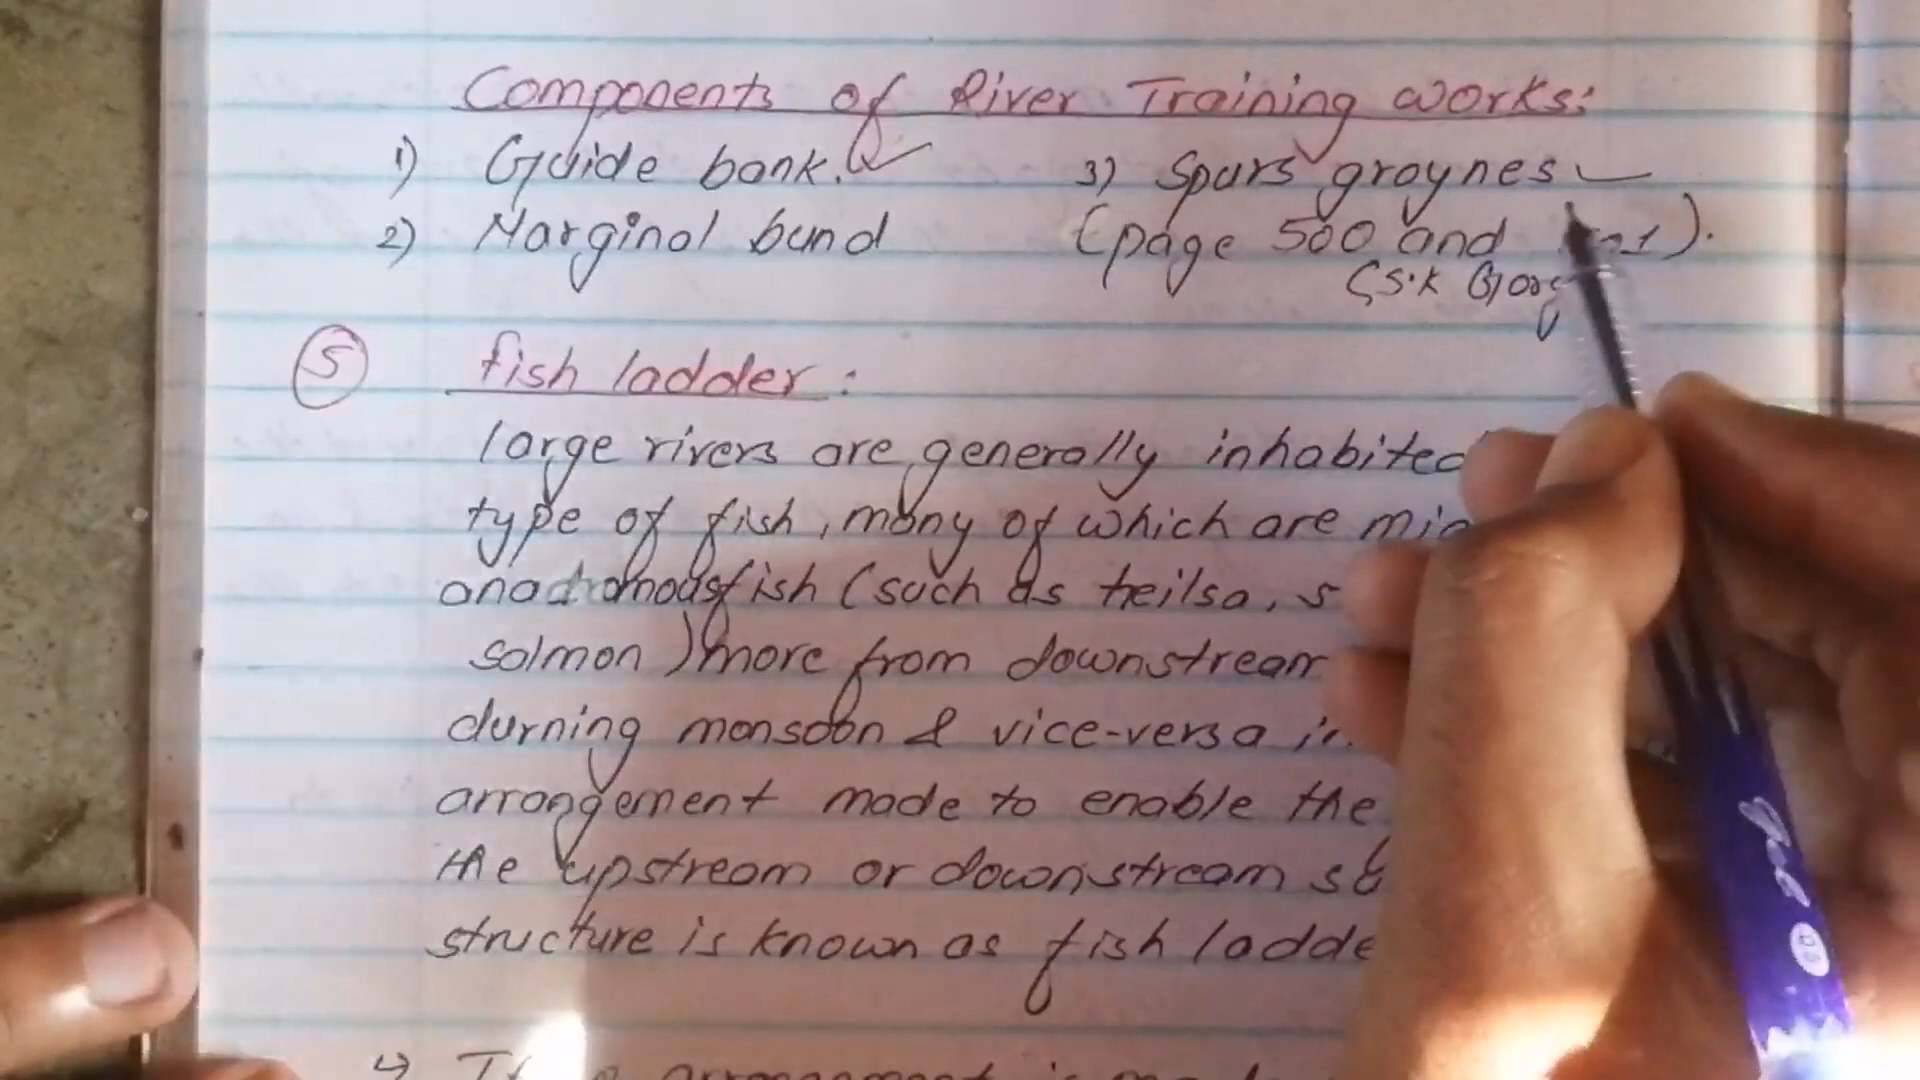 Components of River Training works:
1) Guide bank.
3) Spurs groynes
2) Marginal bund
(page 500 and
(S.K Garg
5
fish ladder:
large rivers are generally inhabited
type of fish, many of which are
anadromous fish (such as heilsa,
salmon) more from downstream
durning monsoon & vice-versa
arrangement made to enable the
the upstream or downstream
structure is known as fish